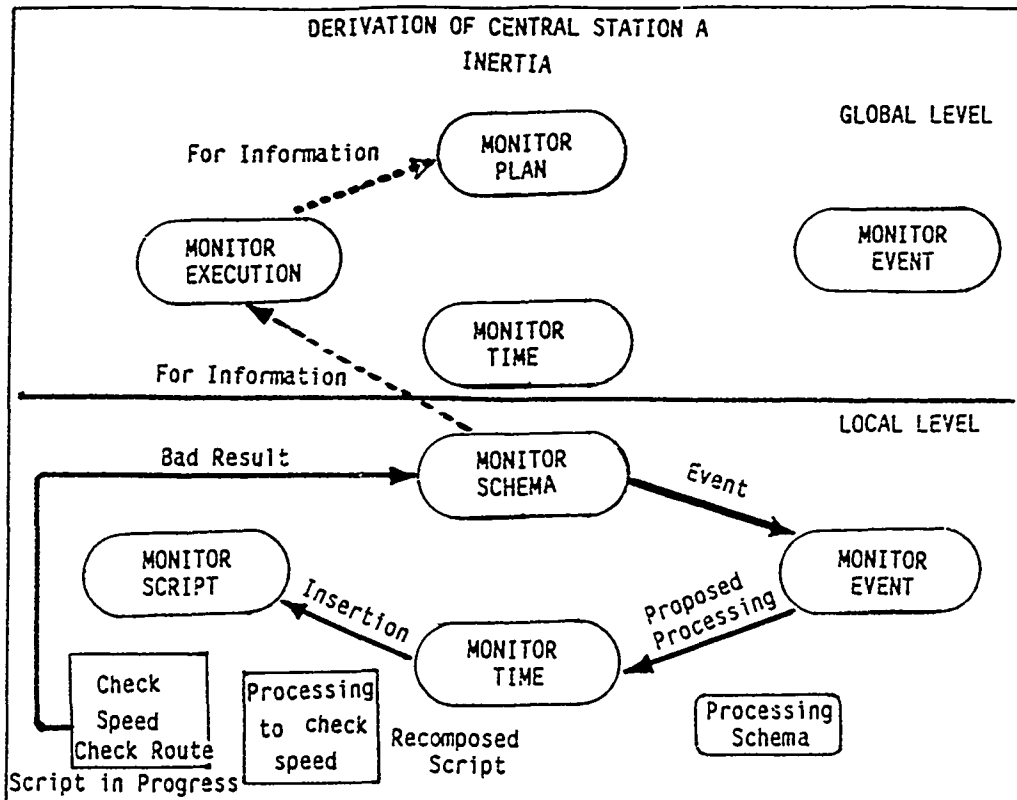 DERIVATION OF CENTRAL STATION A
INERTIA
GLOBAL LEVEL
For Information
MONITOR
PLAN
MONITOR
EXECUTION
MONITOR
EVENT
MONITOR
TIME
For Information
LOCAL LEVEL
Bad Result
MONITOR
SCHEMA
Event
MONITOR
SCRIPT
MONITOR
EVENT
Insertion
Proposed
Processing
MONITOR
TIME
Check
Speed
Check Route
Script in Progress
Processing
to check
speed
Recomposed
Script
Processing
Schema